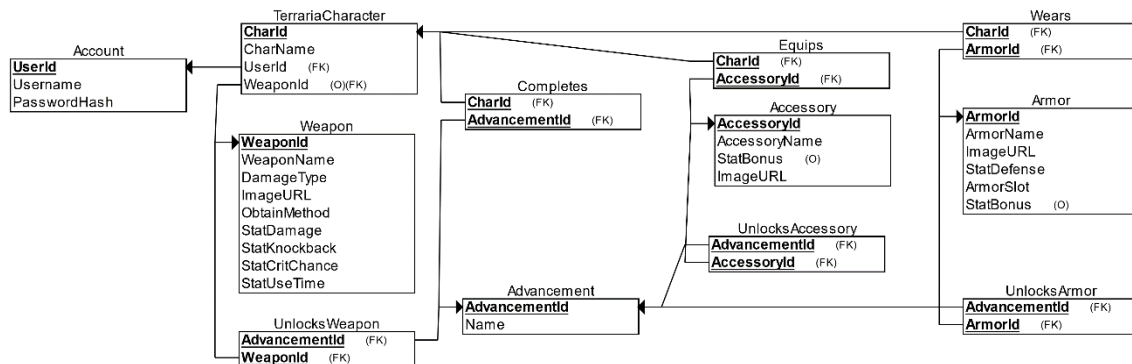 Account
UserId
Username
PasswordHash
TerrariaCharacter
CharId
CharName
UserId (FK)
WeaponId (O)(FK)
Weapon
WeaponId
WeaponName
DamageType
ImageURL
ObtainMethod
StatDamage
StatKnockback
StatCritChance
StatUseTime
UnlocksWeapon
AdvancementId (FK)
WeaponId (FK)
Completes
CharId (FK)
AdvancementId (FK)
Advancement
AdvancementId
Name
Equips
CharId (FK)
AccessoryId (FK)
Accessory
AccessoryId
AccessoryName
StatBonus (O)
ImageURL
UnlocksAccessory
AdvancementId (FK)
AccessoryId (FK)
Wears
CharId (FK)
ArmorId (FK)
Armor
ArmorId
ArmorName
ImageURL
StatDefense
ArmorSlot
StatBonus (O)
UnlocksArmor
AdvancementId (FK)
ArmorId (FK)